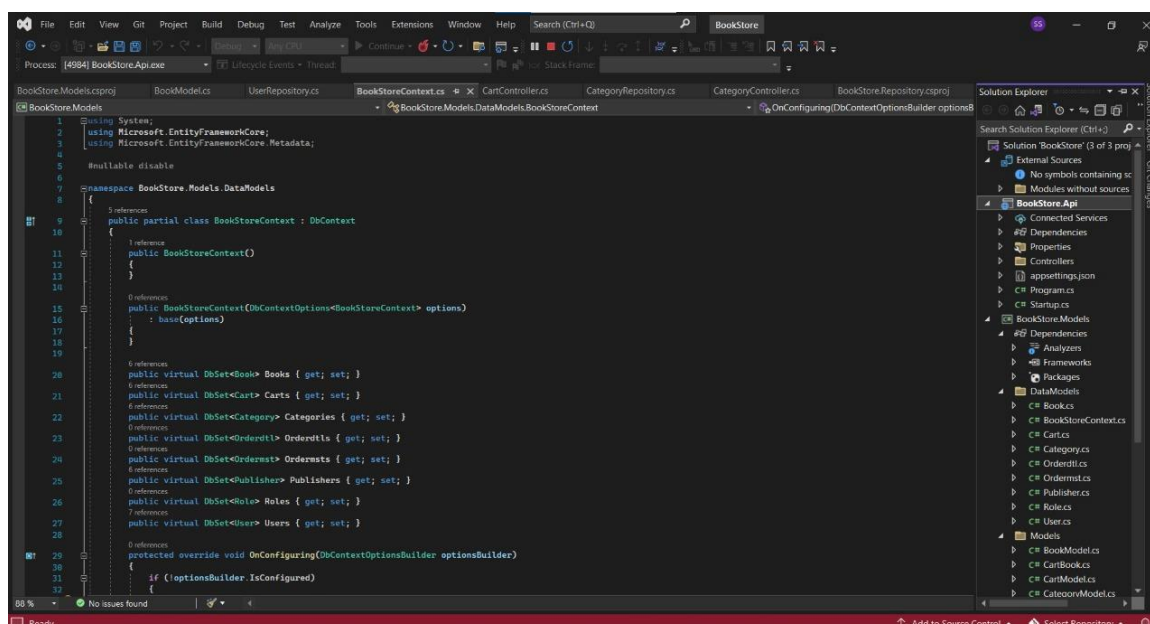 File Edit View Git Project Build Debug Test Analyze Tools Extensions Window Help Search (Ctrl+Q) BookStore SS
Debug Any CPU Continue
Process: [4984] BookStore.Api.exe Lifecycle Events Thread: Stack Frame:
BookStore.Models.csproj BookModel.cs UserRepository.cs BookStoreContext.cs CartController.cs CategoryRepository.cs CategoryController.cs BookStore.Repository.csproj
BookStore.Models BookStore.Models.DataModels.BookStoreContext OnConfiguring(DbContextOptionsBuilder optionsB
1 using System;
2 using Microsoft.EntityFrameworkCore;
3 using Microsoft.EntityFrameworkCore.Metadata;
4
5 #nullable disable
6
7 namespace BookStore.Models.DataModels
8 {
5 references
9 public partial class BookStoreContext : DbContext
10 {
1 reference
11 public BookStoreContext()
12 {
13 }
14
0 references
15 public BookStoreContext(DbContextOptions<BookStoreContext> options)
16 : base(options)
17 {
18 }
19
6 references
20 public virtual DbSet<Book> Books { get; set; }
6 references
21 public virtual DbSet<Cart> Carts { get; set; }
6 references
22 public virtual DbSet<Category> Categories { get; set; }
0 references
23 public virtual DbSet<Orderdtl> Orderdtls { get; set; }
0 references
24 public virtual DbSet<Ordermst> Ordermsts { get; set; }
6 references
25 public virtual DbSet<Publisher> Publishers { get; set; }
0 references
26 public virtual DbSet<Role> Roles { get; set; }
7 references
27 public virtual DbSet<User> Users { get; set; }
28
0 references
29 protected override void OnConfiguring(DbContextOptionsBuilder optionsBuilder)
30 {
31 if (!optionsBuilder.IsConfigured)
32 {
88 % No issues found
Solution Explorer
Search Solution Explorer (Ctrl+;)
Solution 'BookStore' (3 of 3 proj
External Sources
No symbols containing sc
Modules without sources
BookStore.Api
Connected Services
Dependencies
Properties
Controllers
appsettings.json
C# Program.cs
C# Startup.cs
C# BookStore.Models
Dependencies
Analyzers
Frameworks
Packages
DataModels
C# Book.cs
C# BookStoreContext.cs
C# Cart.cs
C# Category.cs
C# Orderdtl.cs
C# Ordermst.cs
C# Publisher.cs
C# Role.cs
C# User.cs
Models
C# BookModel.cs
C# CartBook.cs
C# CartModel.cs
C# CategoryModel.cs
Ready Add to Source Control Select Repository